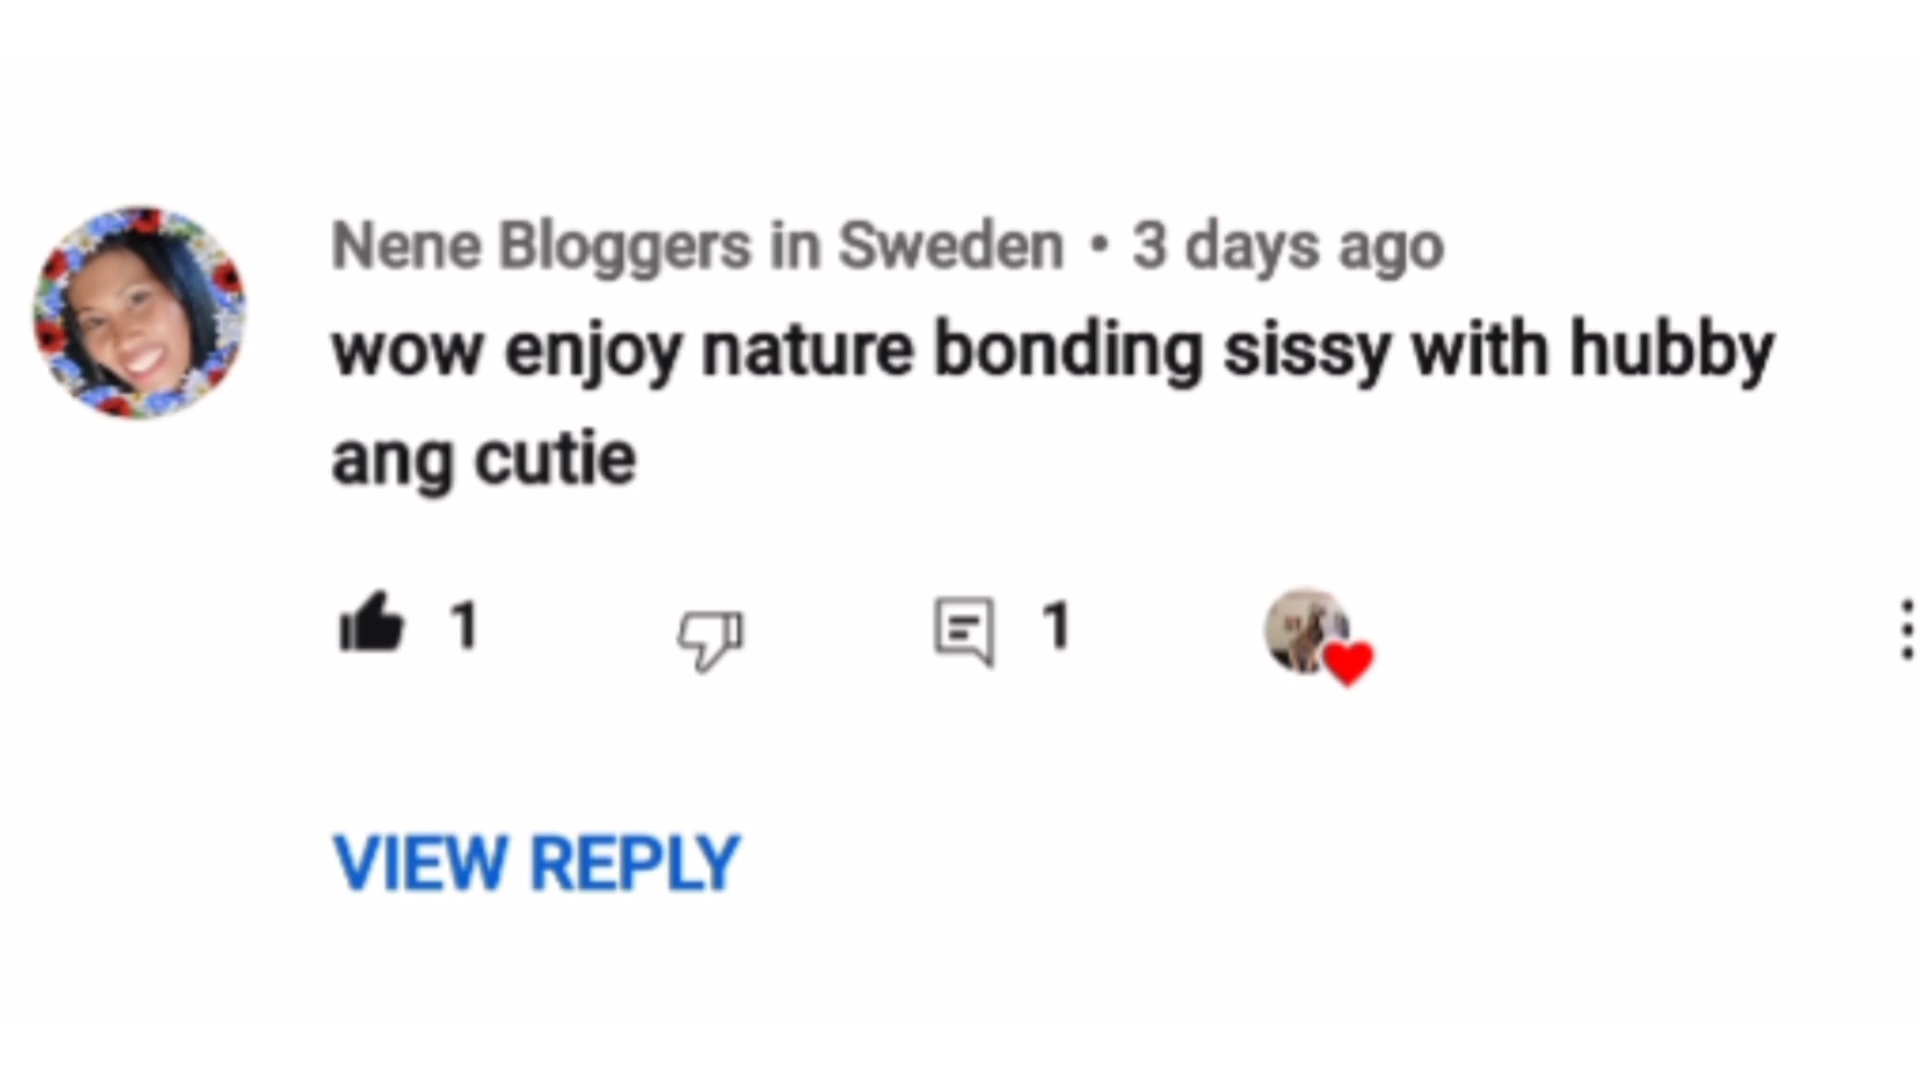 Nene Bloggers in Sweden • 3 days ago
wow enjoy nature bonding sissy with hubby
ang cutie
1 1
VIEW REPLY